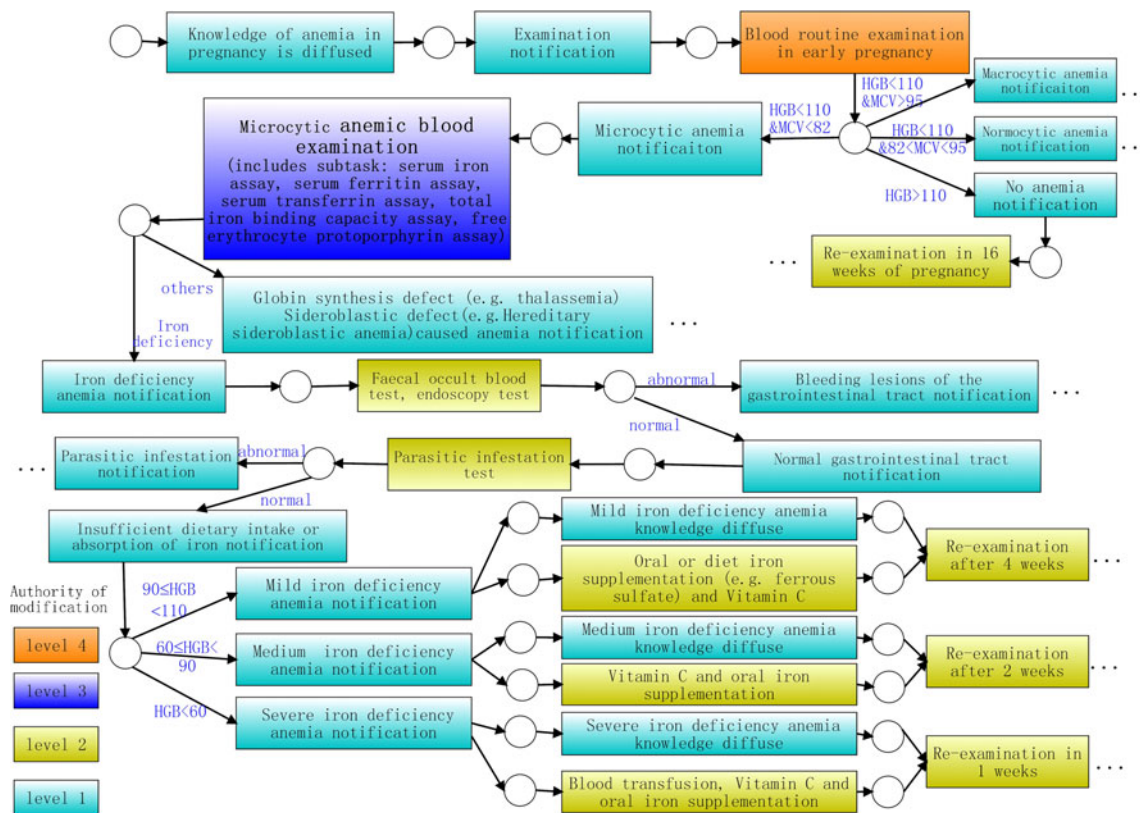 Knowledge of anemia in
pregnancy is diffused
Examination
notification
Blood routine examination
in early pregnancy
HGB<110
&MCV>95
Macrocytic anemia
notificaiton
...
HGB<110
&MCV<82
HGB<110
&82<MCV<95
Normocytic anemia
notification
...
Microcytic anemia
notificaiton
Microcytic anemic blood
examination
(includes subtask: serum iron
assay, serum ferritin assay,
serum transferrin assay, total
iron binding capacity assay, free
erythrocyte protoporphyrin assay)
HGB>110
No anemia
notification
...
Re-examination in 16
weeks of pregnancy
others
Globin synthesis defect (e.g. thalassemia)
Sideroblastic defect(e.g.Hereditary
sideroblastic anemia)caused anemia notification
...
Iron
deficiency
Iron deficiency
anemia notification
Faecal occult blood
test, endoscopy test
abnormal
Bleeding lesions of the
gastrointestinal tract notification
...
normal
...
Parasitic infestation
notification
abnormal
Parasitic infestation
test
Normal gastrointestinal tract
notification
normal
Insufficient dietary intake or
absorption of iron notification
Mild iron deficiency anemia
knowledge diffuse
Re-examination
after 4 weeks
...
Oral or diet iron
supplementation (e.g. ferrous
sulfate) and Vitamin C
90≤HGB
<110
Mild iron deficiency
anemia notification
Authority of
modification
level 4
level 3
level 2
level 1
60≤HGB<
90
Medium iron deficiency
anemia notification
Medium iron deficiency anemia
knowledge diffuse
Vitamin C and oral iron
supplementation
Re-examination
after 2 weeks
...
HGB<60
Severe iron deficiency
anemia notification
Severe iron deficiency anemia
knowledge diffuse
Blood transfusion, Vitamin C and
oral iron supplementation
Re-examination in
1 weeks
...